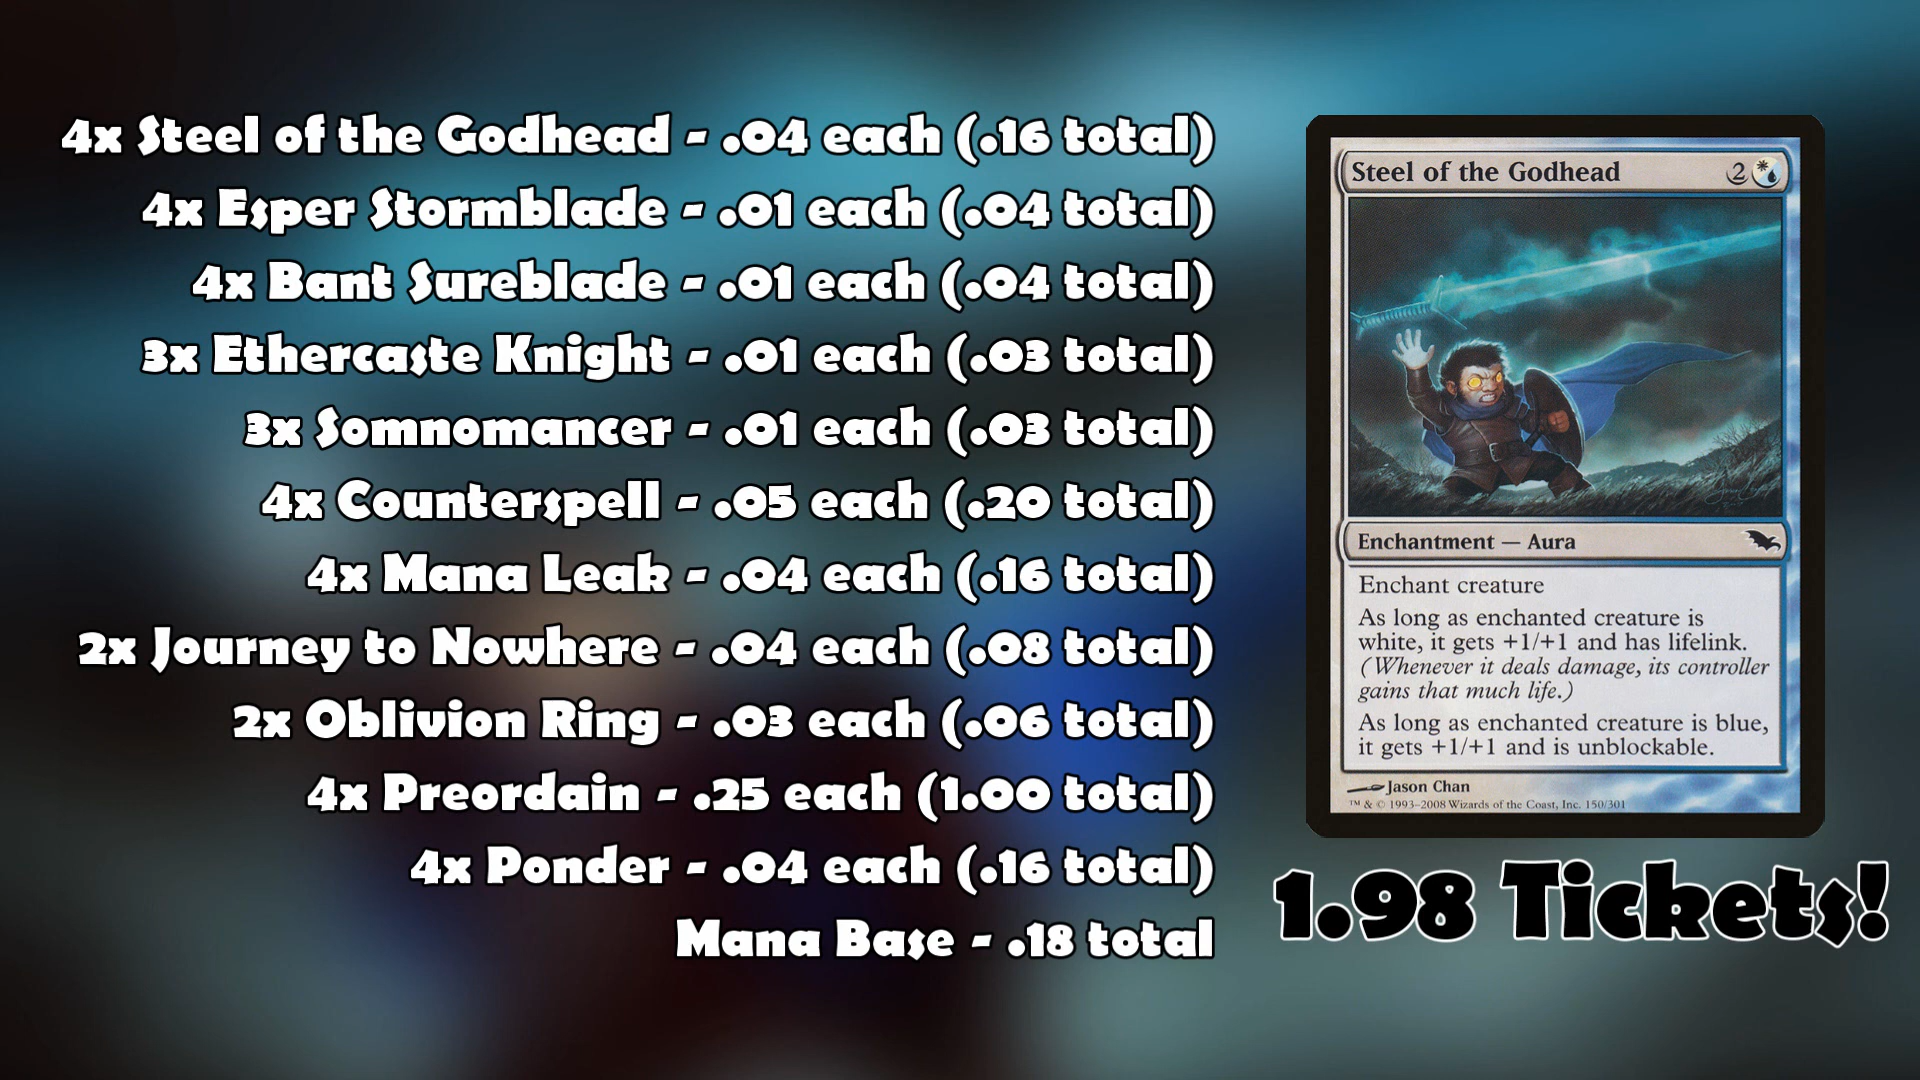 4x Steel of the Godhead - .04 each (.16 total)
4x Esper Stormblade - .01 each (.04 total)
4x Bant Sureblade - .01 each (.04 total)
3x Ethercaste Knight - .01 each (.03 total)
3x Somnomancer - .01 each (.03 total)
4x Counterspell - .05 each (.20 total)
4x Mana Leak - .04 each (.16 total)
2x Journey to Nowhere - .04 each (.08 total)
2x Oblivion Ring - .03 each (.06 total)
4x Preordain - .25 each (1.00 total)
4x Ponder - .04 each (.16 total)
Mana Base - .18 total
Steel of the Godhead 2
Enchantment — Aura
Enchant creature
As long as enchanted creature is
white, it gets +1/+1 and has lifelink.
(Whenever it deals damage, its controller
gains that much life.)
As long as enchanted creature is blue,
it gets +1/+1 and is unblockable.
Jason Chan
™ & © 1993–2008 Wizards of the Coast, Inc. 150/301
1.98 Tickets!